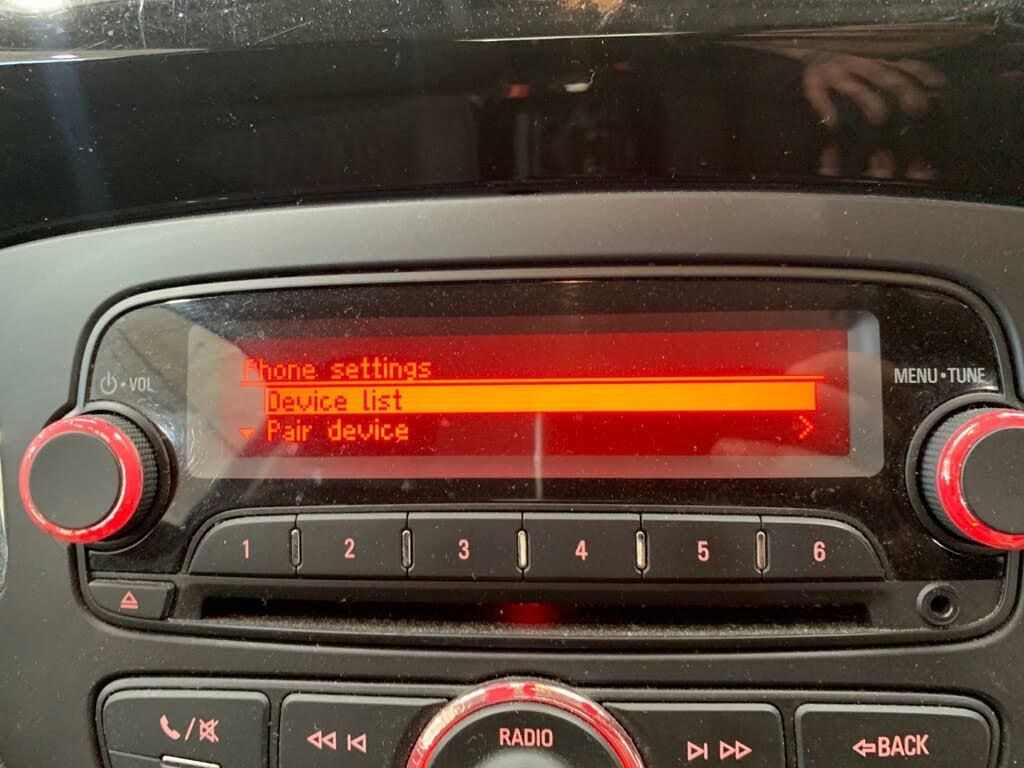 Phone settings
Device list
Pair device
VOL
MENU•TUNE
1 2 3 4 5 6
RADIO
BACK